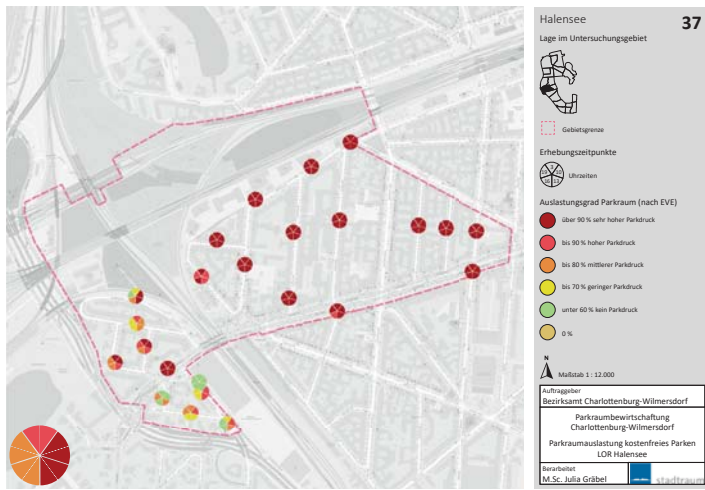 Halensee
37
Lage im Untersuchungsgebiet
Gebietsgrenze
Erhebungszeitpunkte
Uhrzeiten
Auslastungsgrad Parkraum (nach EVE)
über 90 % sehr hoher Parkdruck
bis 90 % hoher Parkdruck
bis 80 % mittlerer Parkdruck
bis 70 % geringer Parkdruck
unter 60 % kein Parkdruck
0 %
N
Maßstab 1 : 12.000
Auftraggeber
Bezirksamt Charlottenburg-Wilmersdorf
Parkraumbewirtschaftung
Charlottenburg-Wilmersdorf
Parkraumauslastung kostenfreies Parken
LOR Halensee
Berarbeitet
M.Sc. Julia Gräbel
stadtraum